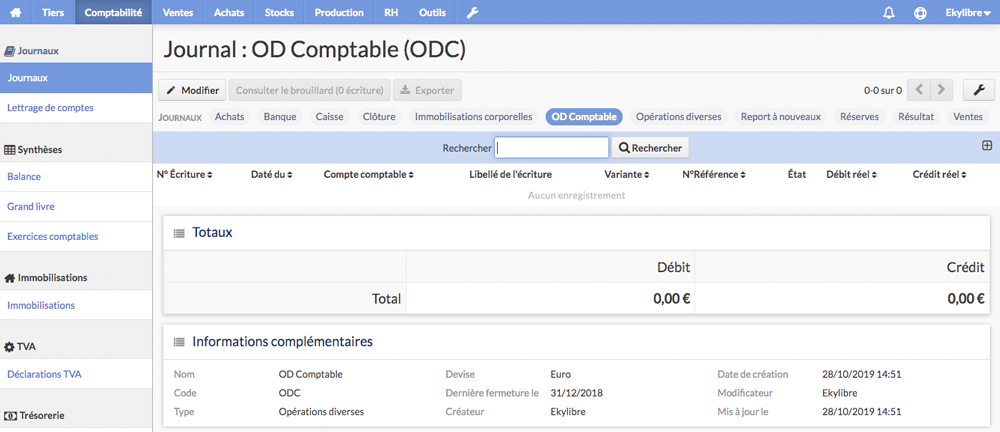 Tiers Comptabilité Ventes Achats Stocks Production RH Outils Ekylibre
Journaux
Journaux
Lettrage de comptes
Synthèses
Balance
Grand livre
Exercices comptables
Immobilisations
Immobilisations
TVA
Déclarations TVA
Trésorerie
Journal : OD Comptable (ODC)
Modifier Consulter le brouillard (0 écriture) Exporter 0-0 sur 0
JOURNAUX Achats Banque Caisse Clôture Immobilisations corporelles OD Comptable Opérations diverses Report à nouveaux Réserves Résultat Ventes
Rechercher Rechercher
N° Écriture Daté du Compte comptable Libellé de l'écriture Variante N°Référence État Débit réel Crédit réel
Aucun enregistrement
Totaux
Débit Crédit
Total 0,00 € 0,00 €
Informations complémentaires
Nom OD Comptable Devise Euro Date de création 28/10/2019 14:51
Code ODC Dernière fermeture le 31/12/2018 Modificateur Ekylibre
Type Opérations diverses Créateur Ekylibre Mis à jour le 28/10/2019 14:51